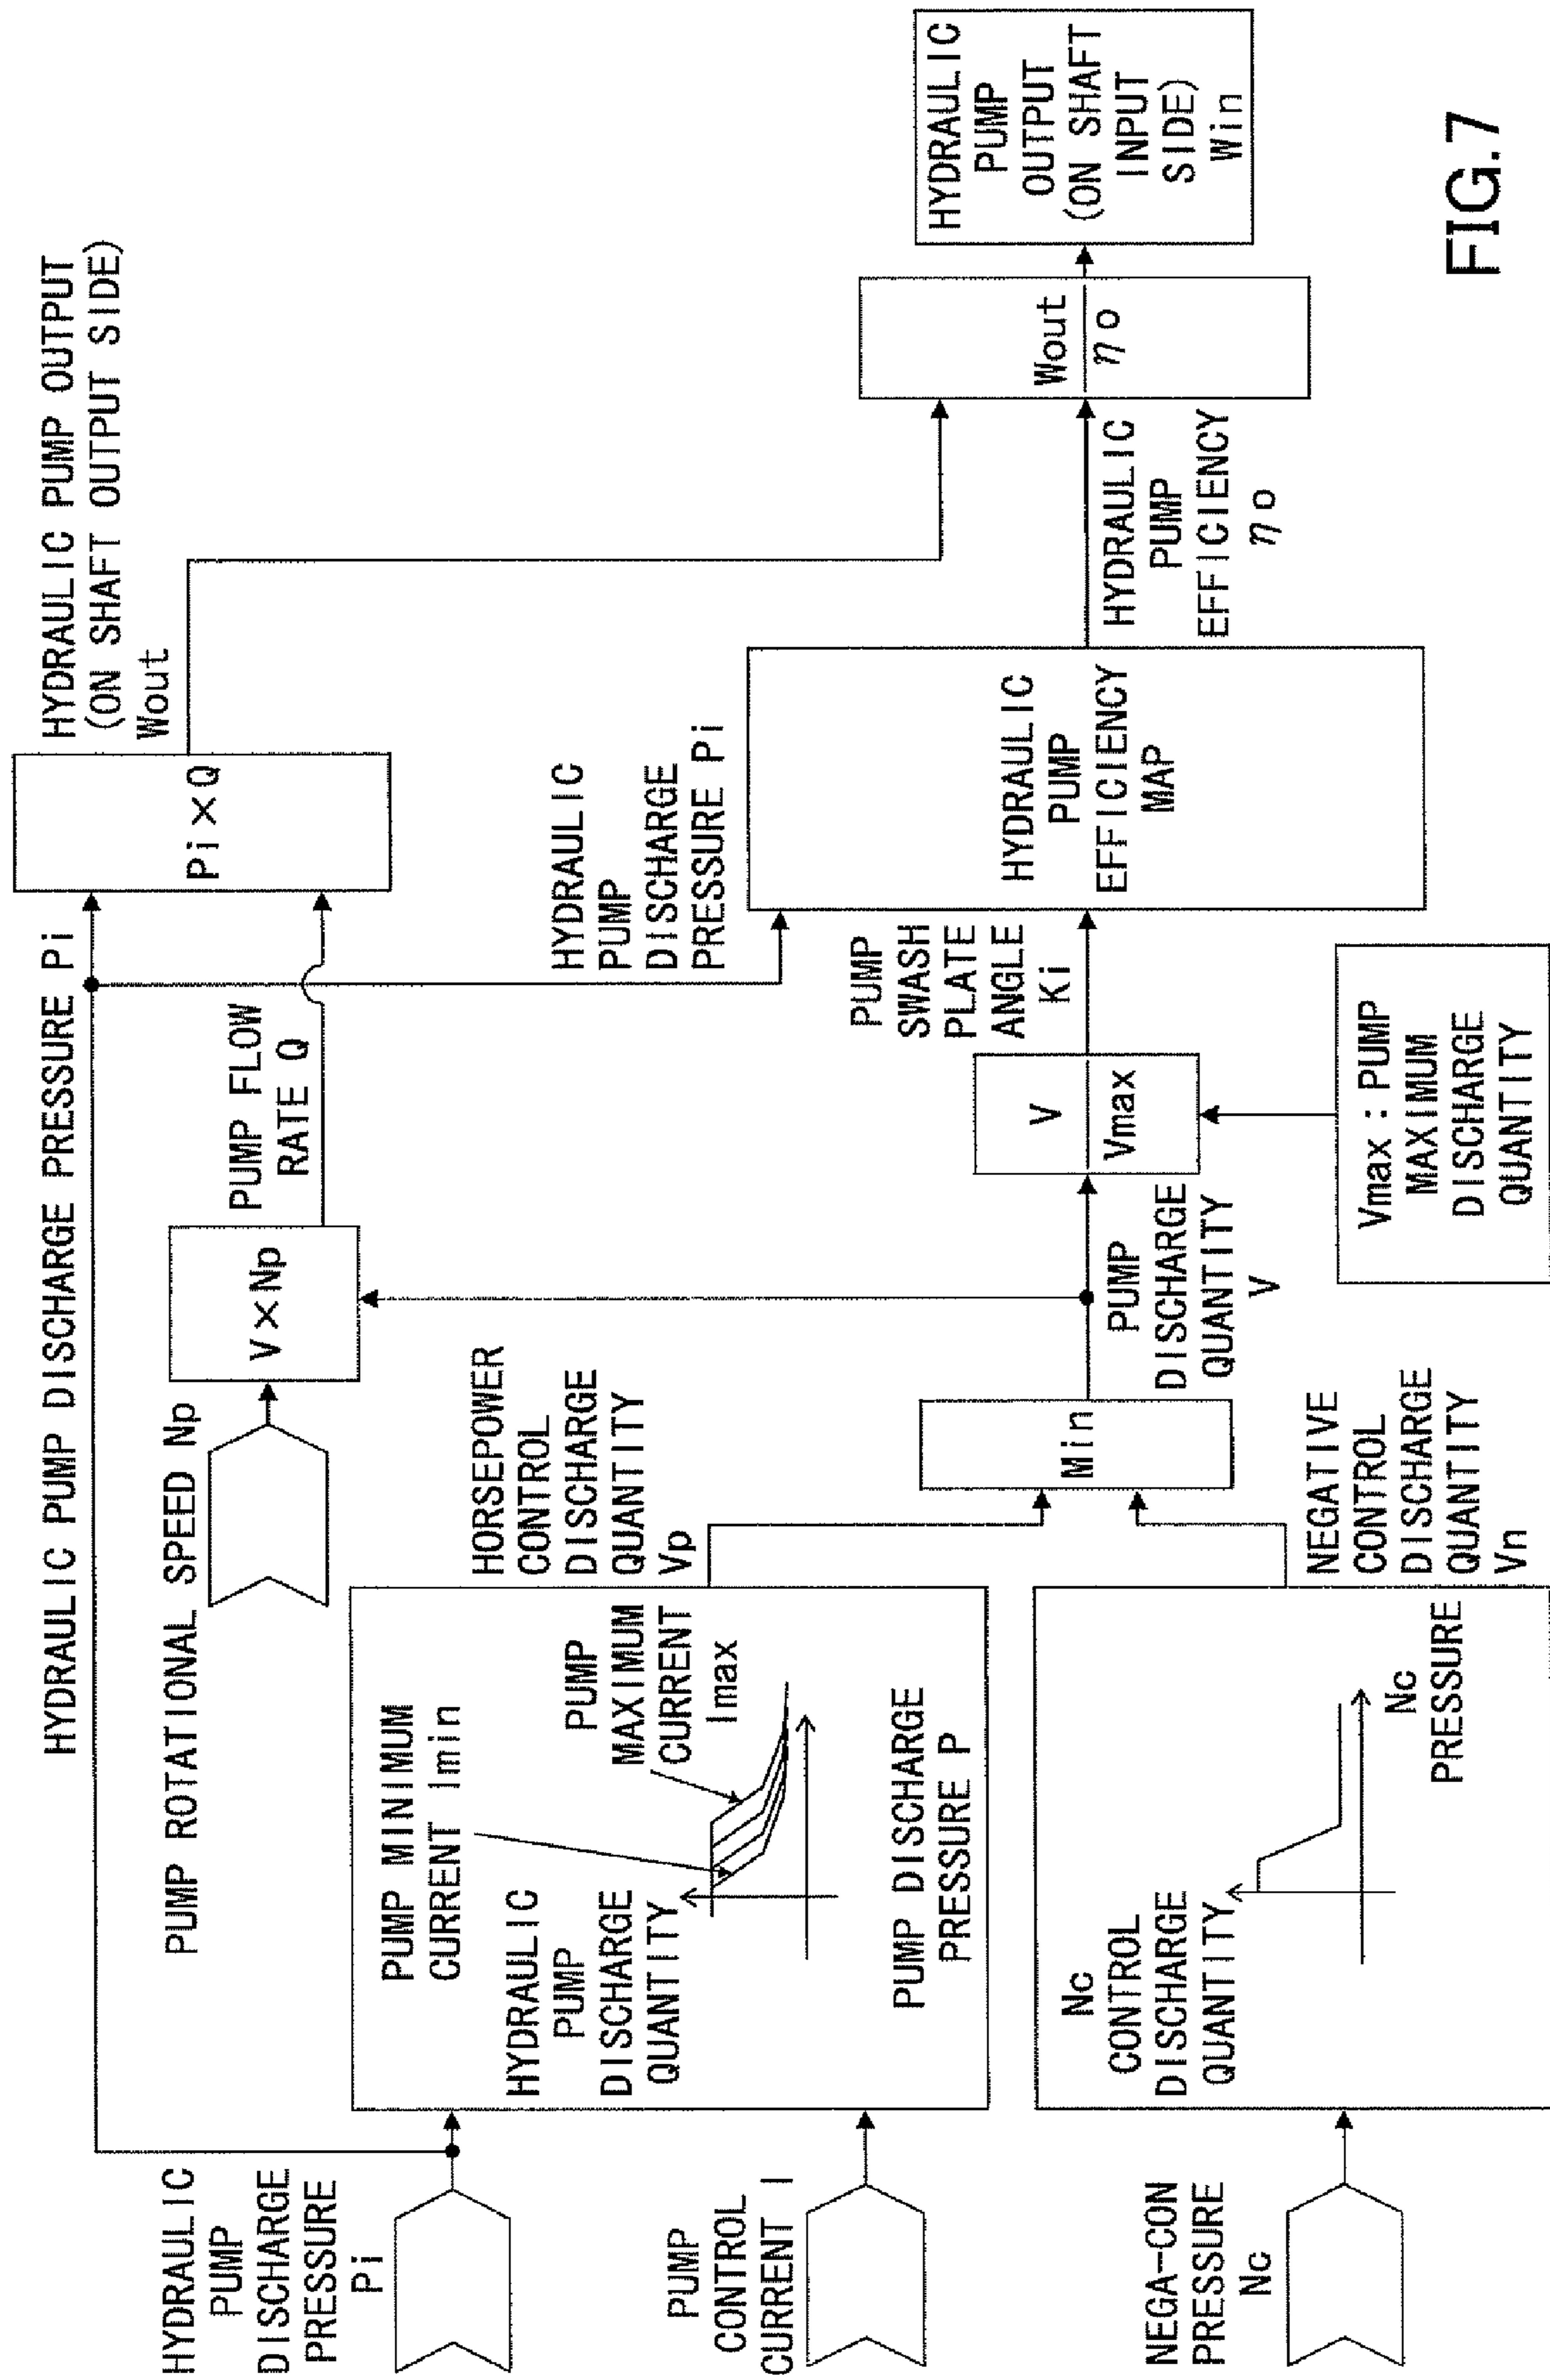 HYDRAULIC PUMP DISCHARGE PRESSURE Pi
HYDRAULIC PUMP OUTPUT
(ON SHAFT OUTPUT SIDE)
Wout
PUMP ROTATIONAL SPEED Np
V×Np
PUMP FLOW
RATE Q
Pi×Q
HYDRAULIC
PUMP
DISCHARGE
PRESSURE
Pi
PUMP MINIMUM
CURRENT Imin
HYDRAULIC
PUMP
DISCHARGE
QUANTITY
PUMP
MAXIMUM
CURRENT
Imax
PUMP DISCHARGE
PRESSURE P
HORSEPOWER
CONTROL
DISCHARGE
QUANTITY
Vp
HYDRAULIC
PUMP
DISCHARGE
PRESSURE Pi
PUMP
CONTROL
CURRENT I
Min
PUMP
DISCHARGE
QUANTITY
V
V
Vmax
PUMP
SWASH
PLATE
ANGLE
Ki
HYDRAULIC
PUMP
EFFICIENCY
MAP
HYDRAULIC
PUMP
EFFICIENCY
ηo
Wout
ηo
HYDRAULIC
PUMP
OUTPUT
(ON SHAFT
INPUT
SIDE)
Win
NEGA-CON
PRESSURE
Nc
Nc
CONTROL
DISCHARGE
QUANTITY
Nc
PRESSURE
NEGATIVE
CONTROL
DISCHARGE
QUANTITY
Vn
Vmax:PUMP
MAXIMUM
DISCHARGE
QUANTITY
FIG.7